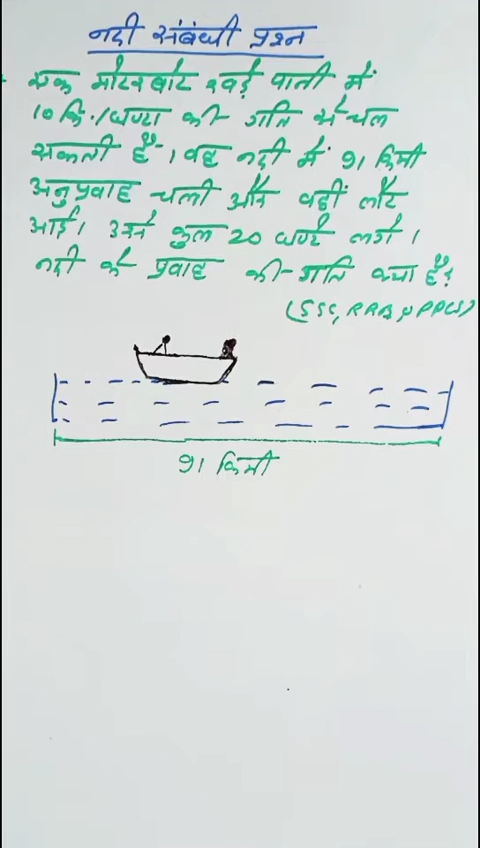 नदी संबंधी प्रश्न
एक मोटरबोट खड़े पानी में
10 कि./घण्टा की गति से चल
सकती है। वह नदी में 91 किमी
अनुप्रवाह चली और वहीं लौट
आई। उसे कुल 20 घण्टे लगे।
नदी के प्रवाह की गति क्या है?
(SSC, RRB, UPPCS)
91 किमी